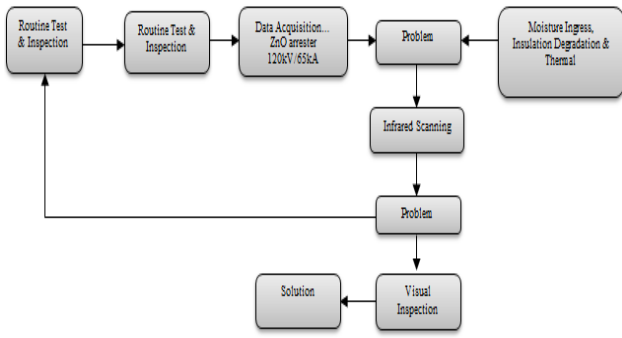 Routine Test
& Inspection
Routine Test &
Inspection
Data Acquisition...
ZnO arrester
120kV/65kA
Problem
Moisture Ingress,
Insulation Degradation &
Thermal
Infrared Scanning
Problem
Visual
Inspection
Solution